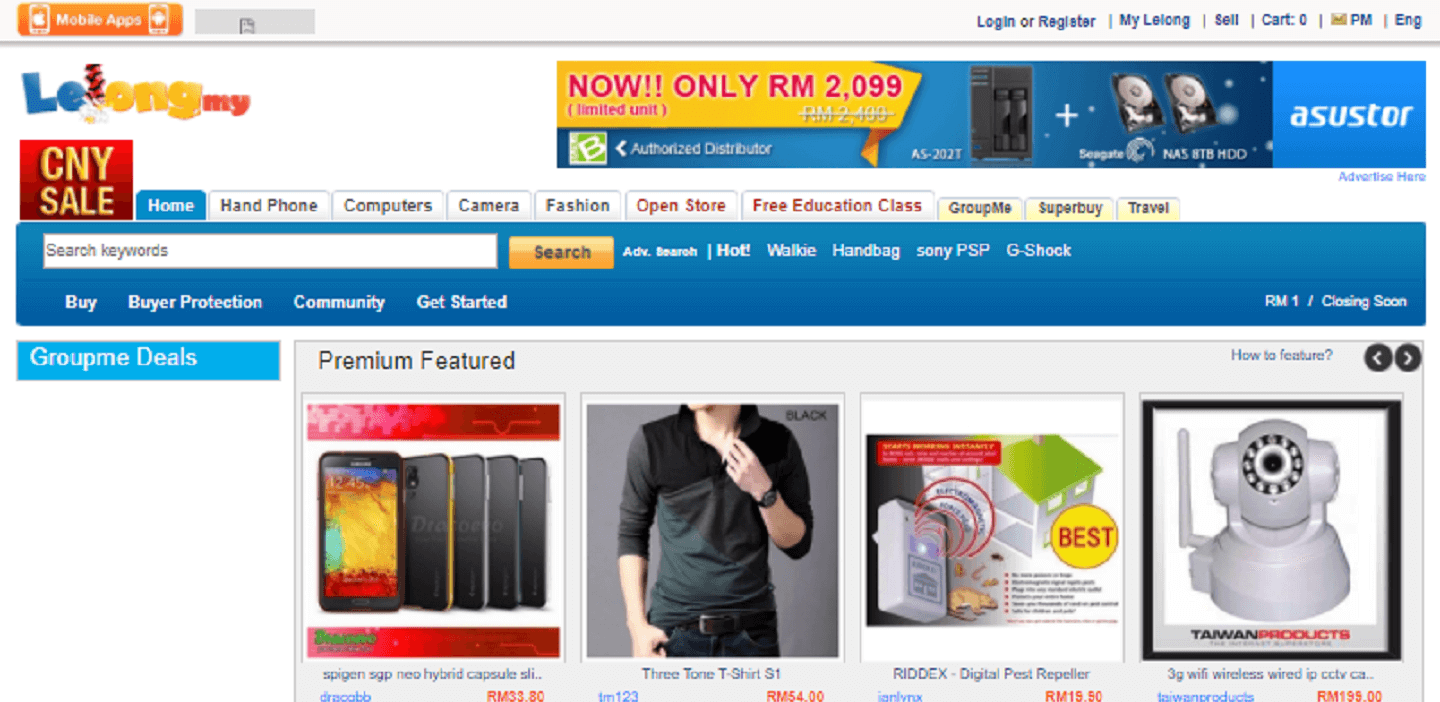 Mobile Apps
Login or Register | My Lelong | Sell | Cart: 0 | PM | Eng
Lelong.my
NOW!! ONLY RM 2,099
( limited unit ) RM 2,499
Authorized Distributor
AS-202T
+
Seagate NAS 8TB HDD
asustor
Advertise Here
CNY
SALE
Home Hand Phone Computers Camera Fashion Open Store Free Education Class GroupMe Superbuy Travel
Search keywords Search Adv. Search | Hot! Walkie Handbag sony PSP G-Shock
Buy Buyer Protection Community Get Started RM 1 / Closing Soon
Groupme Deals
Premium Featured How to feature?
BLACK
STARTS WORKING INSTANTLY
BEST
TAIWANPRODUCTS
spigen sgp neo hybrid capsule sli.. Three Tone T-Shirt S1 RIDDEX - Digital Pest Repeller 3g wifi wireless wired ip cctv ca..
dracobb RM33.80 tm123 RM54.00 ianlynx RM19.90 taiwanproducts RM199.00